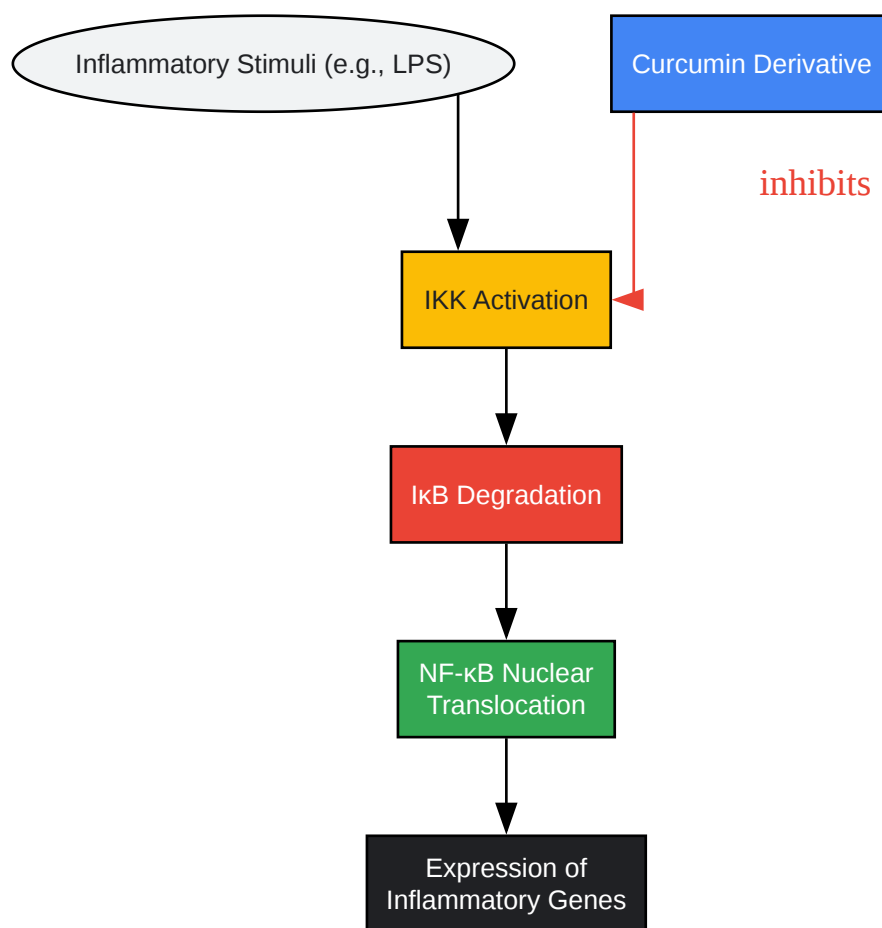 Inflammatory Stimuli (e.g., LPS)
Curcumin Derivative
inhibits
IKK Activation
IκB Degradation
NF-κB Nuclear
Translocation
Expression of
Inflammatory Genes